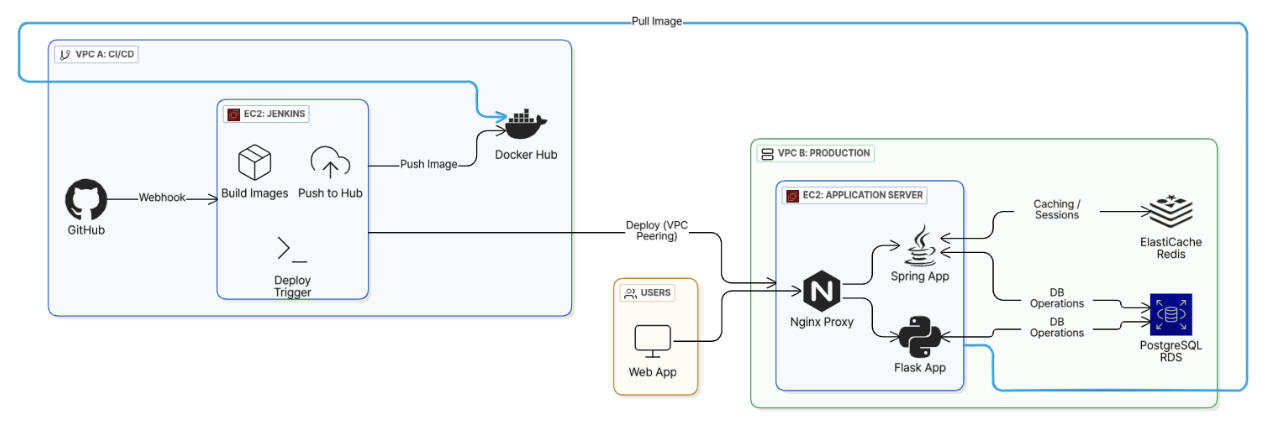 Pull Image
VPC A: CI/CD
EC2: JENKINS
Build Images
Push to Hub
Deploy
Trigger
GitHub
Webhook
Push Image
Docker Hub
Deploy (VPC
Peering)
USERS
Web App
VPC B: PRODUCTION
EC2: APPLICATION SERVER
Nginx Proxy
Spring App
Flask App
Caching /
Sessions
DB
Operations
DB
Operations
ElastiCache
Redis
PostgreSQL
RDS